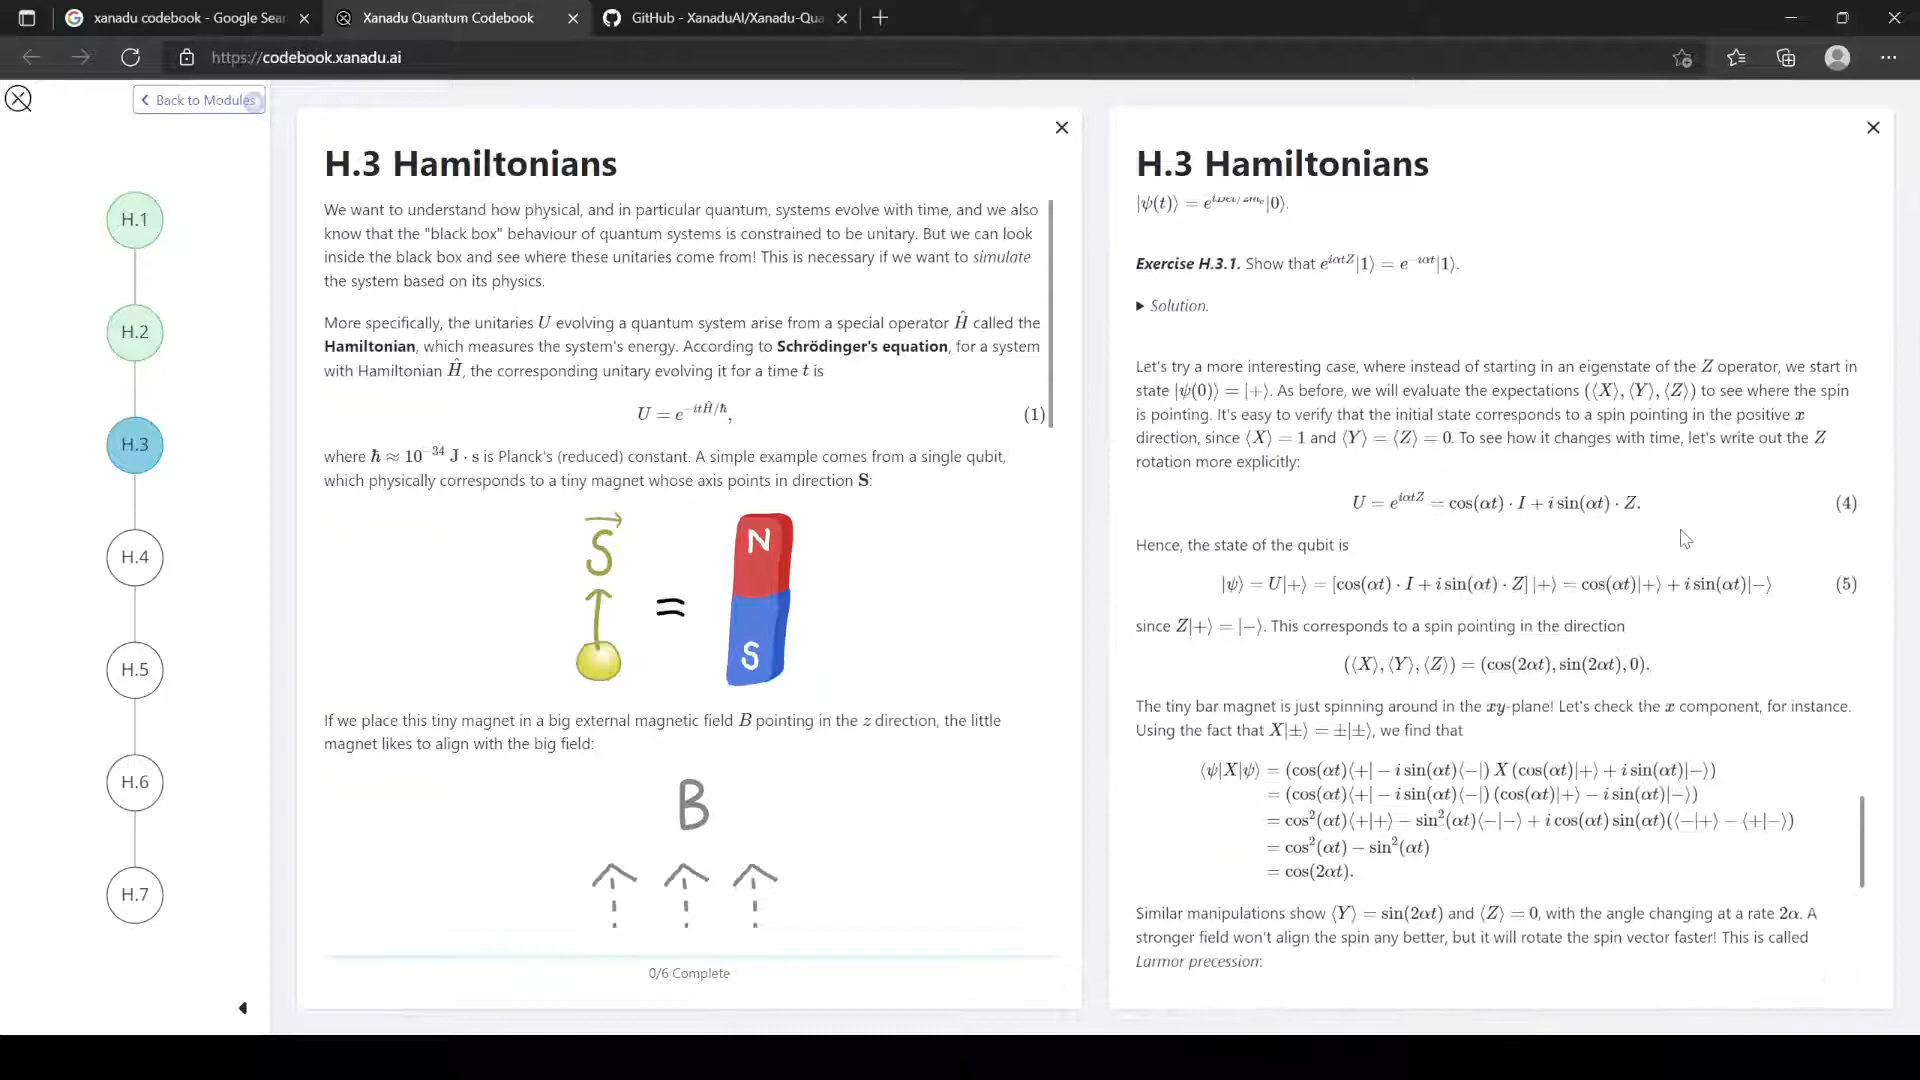 xanadu codebook - Google Sear
Xanadu Quantum Codebook
GitHub - XanaduAI/Xanadu-Qua
https://codebook.xanadu.ai
Back to Modules
H.1
H.2
H.3
H.4
H.5
H.6
H.7
H.3 Hamiltonians
We want to understand how physical, and in particular quantum, systems evolve with time, and we also
know that the "black box" behaviour of quantum systems is constrained to be unitary. But we can look
inside the black box and see where these unitaries come from! This is necessary if we want to simulate
the system based on its physics.
More specifically, the unitaries U evolving a quantum system arise from a special operator Ĥ called the
Hamiltonian, which measures the system's energy. According to Schrödinger's equation, for a system
with Hamiltonian Ĥ, the corresponding unitary evolving it for a time t is
U = e^{-itĤ/ℏ}, (1)
where ℏ ≈ 10^{-34} J · s is Planck's (reduced) constant. A simple example comes from a single qubit,
which physically corresponds to a tiny magnet whose axis points in direction S:
S
=
N
S
If we place this tiny magnet in a big external magnetic field B pointing in the z direction, the little
magnet likes to align with the big field:
B
0/6 Complete
H.3 Hamiltonians
|ψ(t)⟩ = |0⟩.
Exercise H.3.1. Show that e^{iαtZ}|1⟩ = e^{-iαt}|1⟩.
▶ Solution.
Let's try a more interesting case, where instead of starting in an eigenstate of the Z operator, we start in
state |ψ(0)⟩ = |+⟩. As before, we will evaluate the expectations (⟨X⟩, ⟨Y⟩, ⟨Z⟩) to see where the spin
is pointing. It's easy to verify that the initial state corresponds to a spin pointing in the positive x
direction, since ⟨X⟩ = 1 and ⟨Y⟩ = ⟨Z⟩ = 0. To see how it changes with time, let's write out the Z
rotation more explicitly:
U = e^{iαtZ} = cos(αt) · I + i sin(αt) · Z. (4)
Hence, the state of the qubit is
|ψ⟩ = U|+⟩ = [cos(αt) · I + i sin(αt) · Z] |+⟩ = cos(αt)|+⟩ + i sin(αt)|−⟩ (5)
since Z|+⟩ = |−⟩. This corresponds to a spin pointing in the direction
(⟨X⟩, ⟨Y⟩, ⟨Z⟩) = (cos(2αt), sin(2αt), 0).
The tiny bar magnet is just spinning around in the xy-plane! Let's check the x component, for instance.
Using the fact that X|±⟩ = ±|±⟩, we find that
⟨ψ|X|ψ⟩ = (cos(αt)⟨+| − i sin(αt)⟨−|) X (cos(αt)|+⟩ + i sin(αt)|−⟩)
= (cos(αt)⟨+| − i sin(αt)⟨−|) (cos(αt)|+⟩ − i sin(αt)|−⟩)
= cos²(αt)⟨+|+⟩ − sin²(αt)⟨−|−⟩ + i cos(αt) sin(αt)(⟨−|+⟩ − ⟨+|−⟩)
= cos²(αt) − sin²(αt)
= cos(2αt).
Similar manipulations show ⟨Y⟩ = sin(2αt) and ⟨Z⟩ = 0, with the angle changing at a rate 2α. A
stronger field won't align the spin any better, but it will rotate the spin vector faster! This is called
Larmor precession: